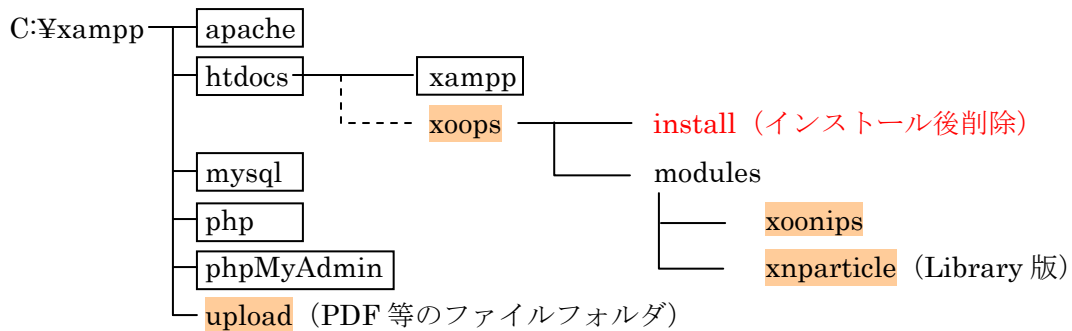 C:¥xampp apache
htdocs xampp
xoops install（インストール後削除）
mysql modules
php xoonips
phpMyAdmin xnparticle（Library 版）
upload（PDF 等のファイルフォルダ）